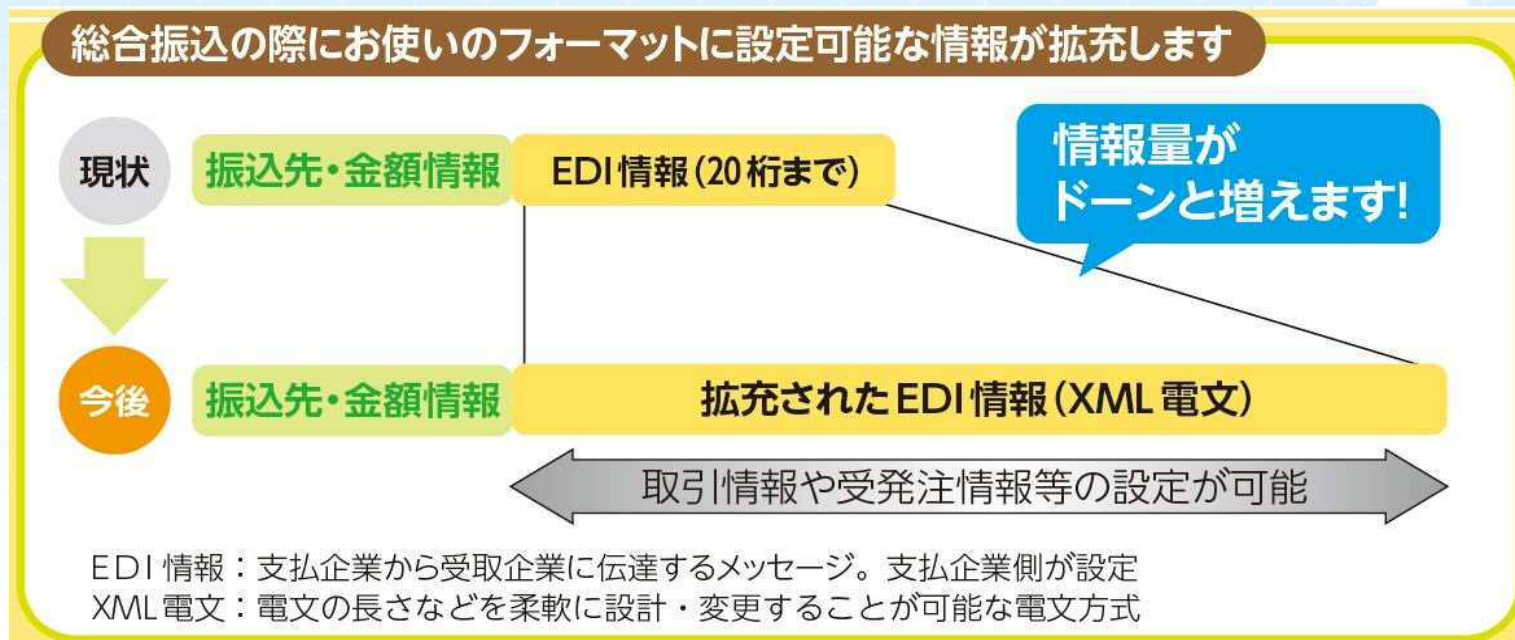 総合振込の際にお使いのフォーマットに設定可能な情報が拡充します
現状
振込先・金額情報
EDI情報(20桁まで)
情報量が
ドーンと増えます!
今後
振込先・金額情報
拡充されたEDI情報(XML電文)
取引情報や受発注情報等の設定が可能
EDI情報：支払企業から受取企業に伝達するメッセージ。支払企業側が設定
XML電文：電文の長さなどを柔軟に設計・変更することが可能な電文方式